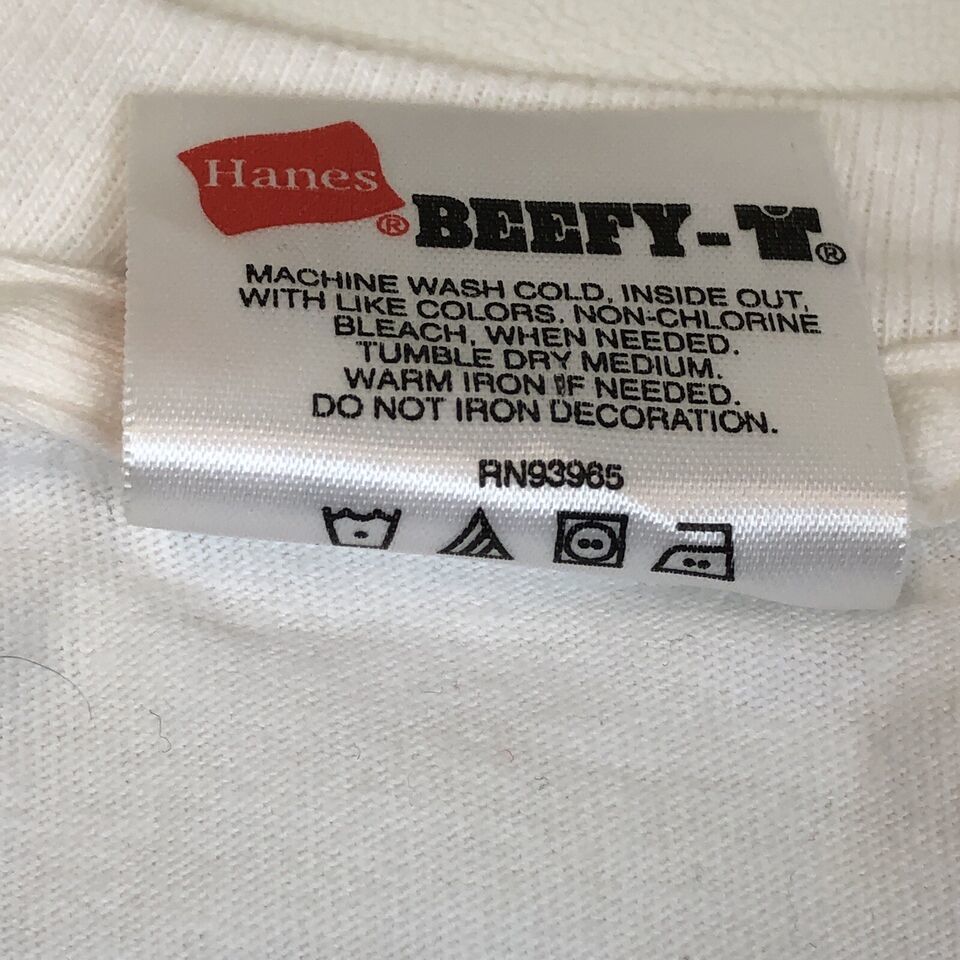 Hanes®
BEEFY-T®
MACHINE WASH COLD, INSIDE OUT,
WITH LIKE COLORS. NON-CHLORINE
BLEACH, WHEN NEEDED.
TUMBLE DRY MEDIUM.
WARM IRON IF NEEDED.
DO NOT IRON DECORATION.
RN93965